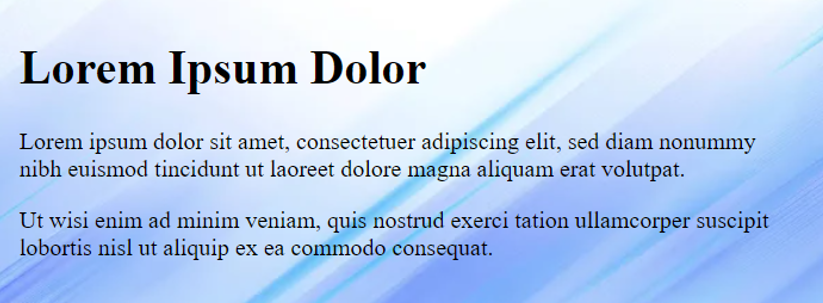 Lorem Ipsum Dolor
Lorem ipsum dolor sit amet, consectetuer adipiscing elit, sed diam nonummy
nibh euismod tincidunt ut laoreet dolore magna aliquam erat volutpat.
Ut wisi enim ad minim veniam, quis nostrud exerci tation ullamcorper suscipit
lobortis nisl ut aliquip ex ea commodo consequat.